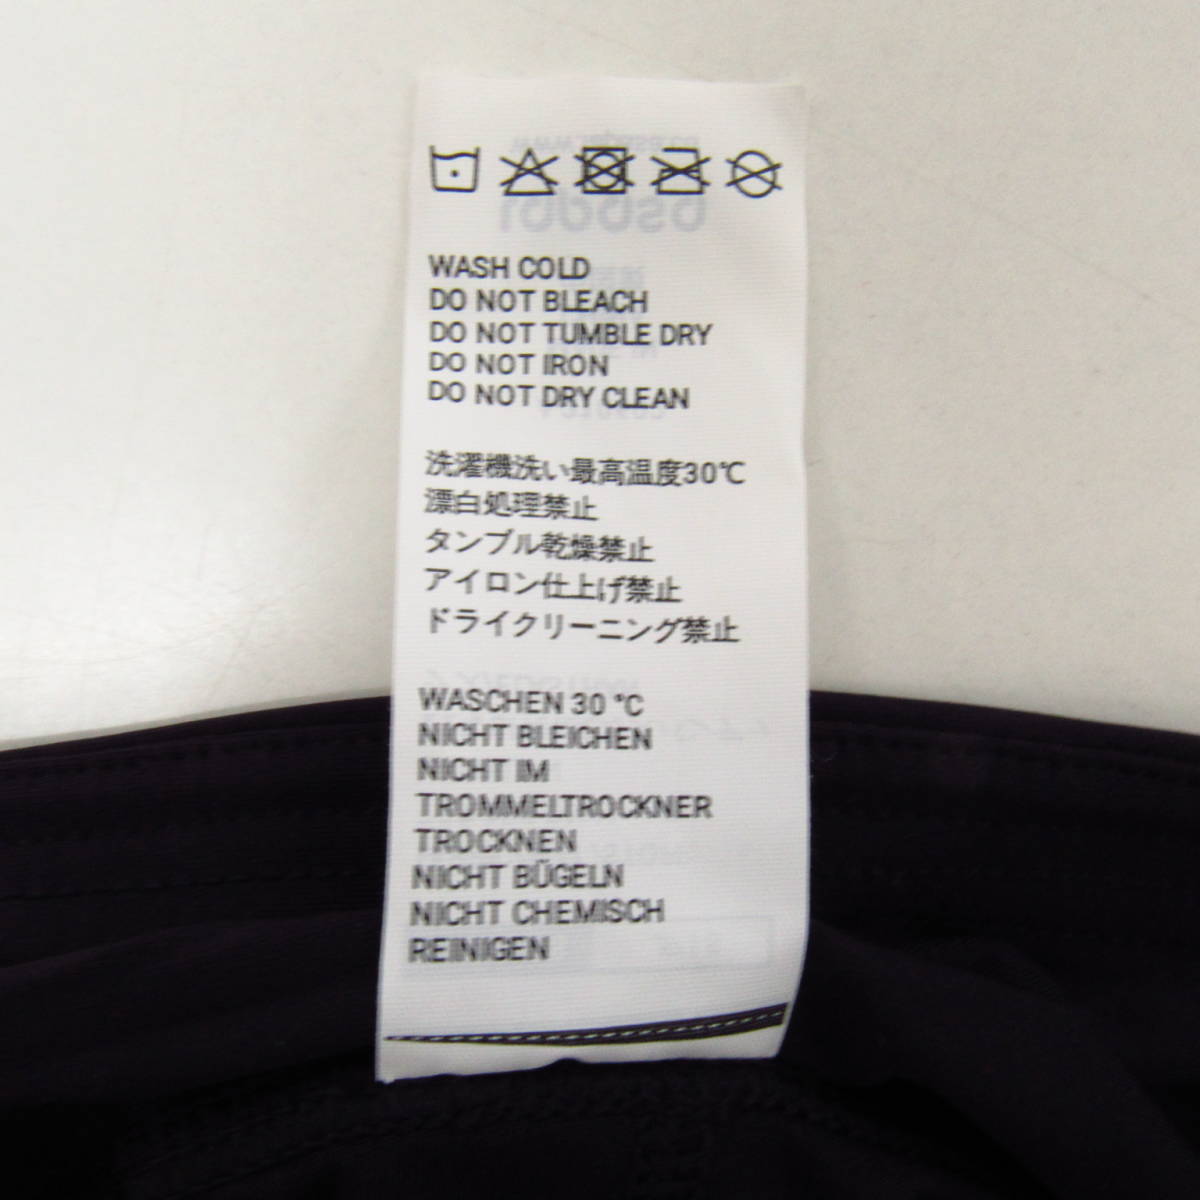 WASH COLD
DO NOT BLEACH
DO NOT TUMBLE DRY
DO NOT IRON
DO NOT DRY CLEAN
洗濯機洗い最高温度30℃
漂白処理禁止
タンブル乾燥禁止
アイロン仕上げ禁止
ドライクリーニング禁止
WASCHEN 30 °C
NICHT BLEICHEN
NICHT IM
TROMMELTROCKNER
TROCKNEN
NICHT BÜGELN
NICHT CHEMISCH
REINIGEN